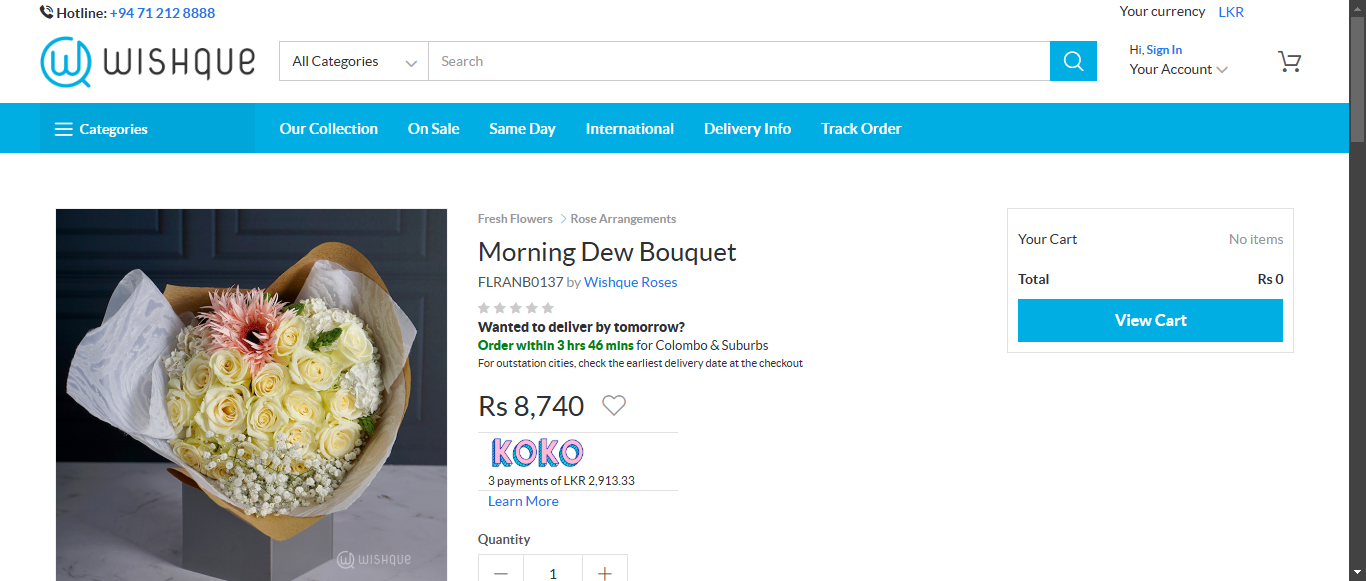 Hotline: +94 71 212 8888
Your currency LKR
WISHQUE
All Categories
Search
Hi, Sign In
Your Account
Categories
Our Collection
On Sale
Same Day
International
Delivery Info
Track Order
Fresh Flowers > Rose Arrangements
Morning Dew Bouquet
FLRANB0137 by Wishque Roses
Wanted to deliver by tomorrow?
Order within 3 hrs 46 mins for Colombo & Suburbs
For outstation cities, check the earliest delivery date at the checkout
Rs 8,740
KOKO
3 payments of LKR 2,913.33
Learn More
Quantity
1
WISHQUE
Your Cart No items
Total Rs 0
View Cart